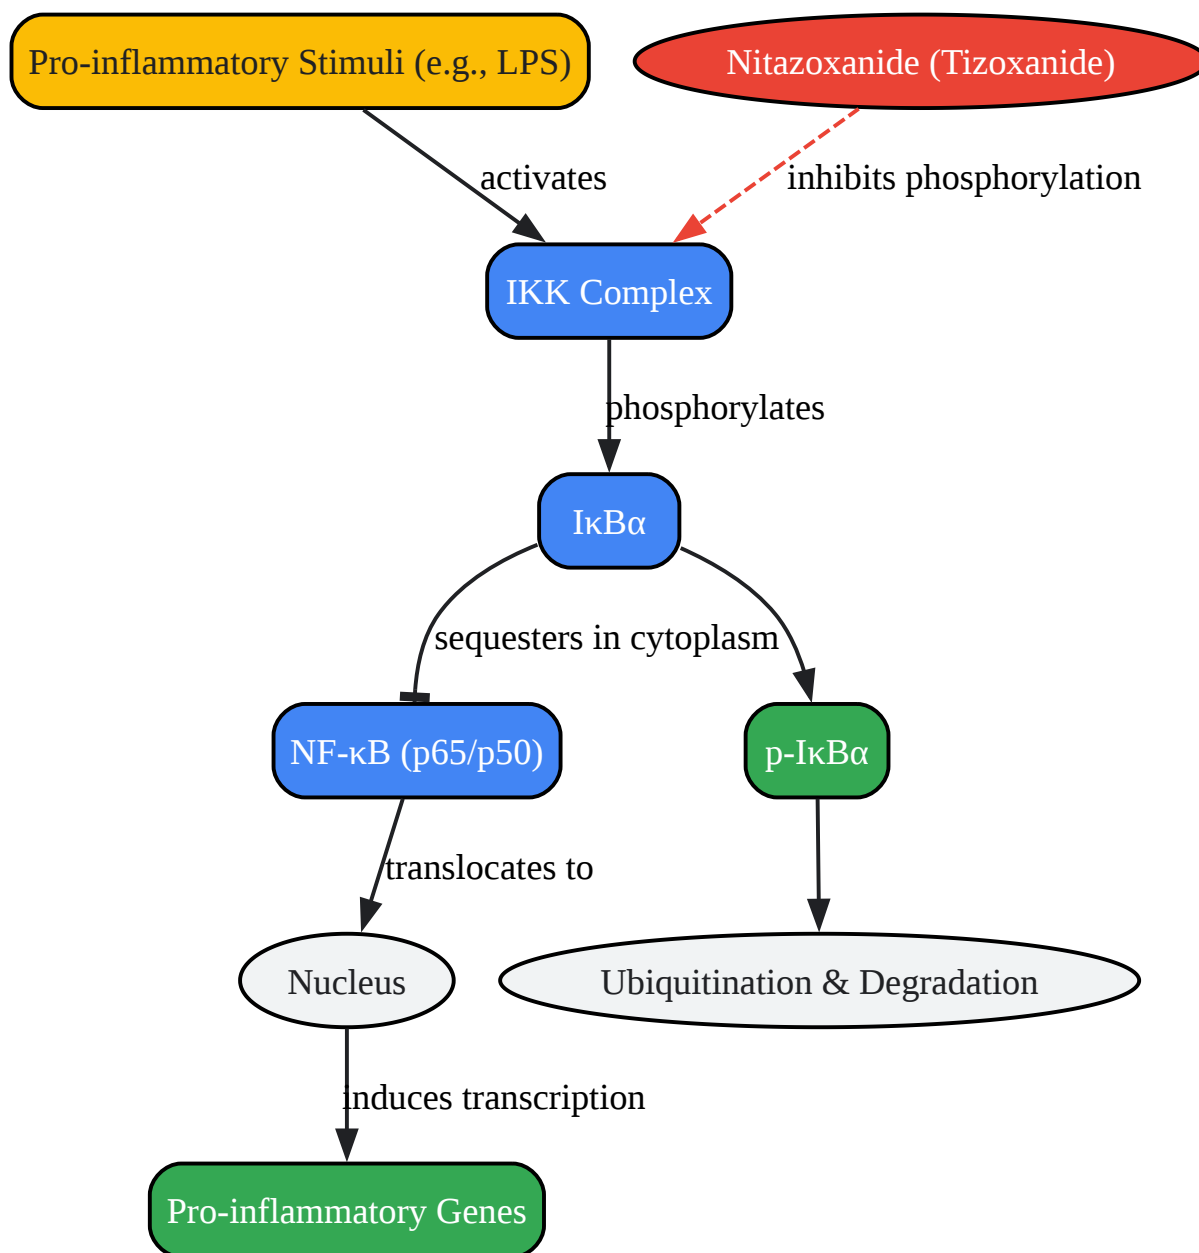 Pro-inflammatory Stimuli (e.g., LPS)
Nitazoxanide (Tizoxanide)
activates
inhibits phosphorylation
IKK Complex
phosphorylates
IκBα
sequesters in cytoplasm
NF-κB (p65/p50)
p-IκBα
translocates to
Nucleus
Ubiquitination & Degradation
induces transcription
Pro-inflammatory Genes